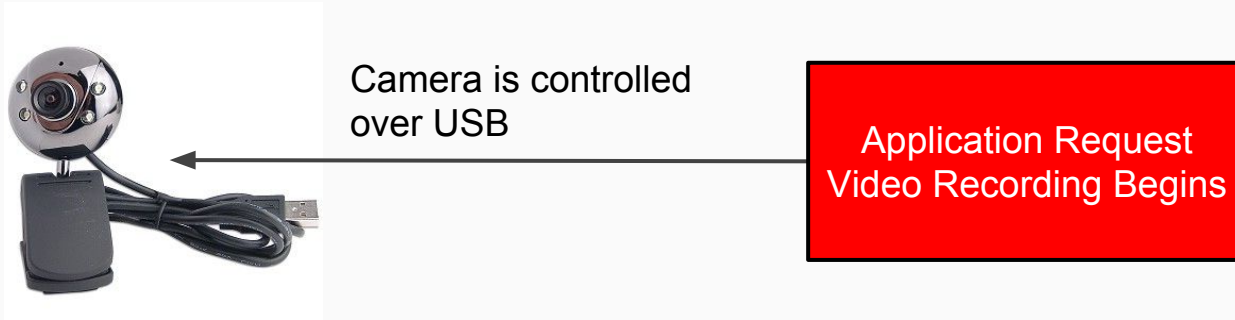 Camera is controlled
over USB
Application Request
Video Recording Begins